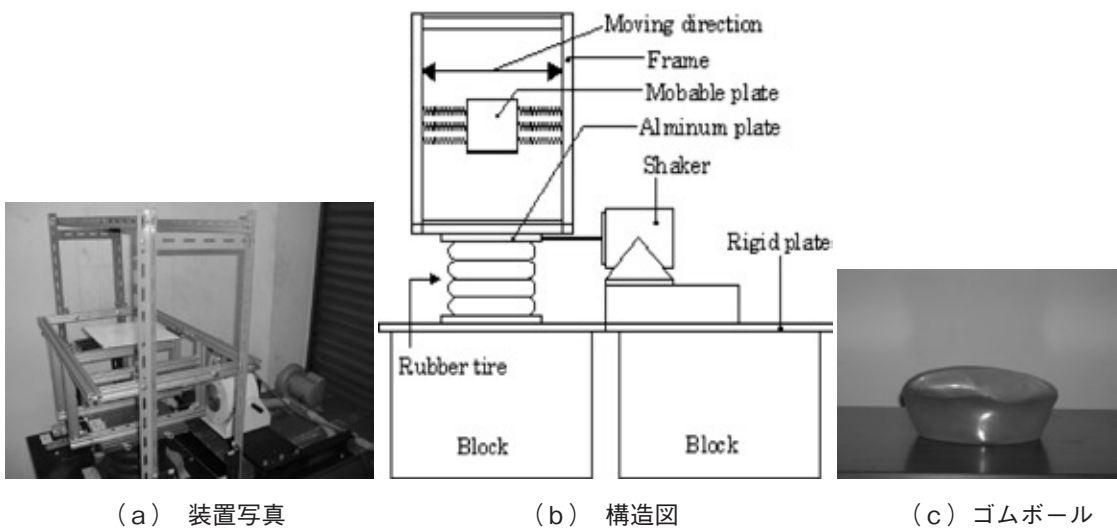 Moving direction
Frame
Mobable plate
Alminum plate
Shaker
Rigid plates
Rubber tire
Block
Block
(a) 装置写真
(b) 構造図
(c) ゴムボール